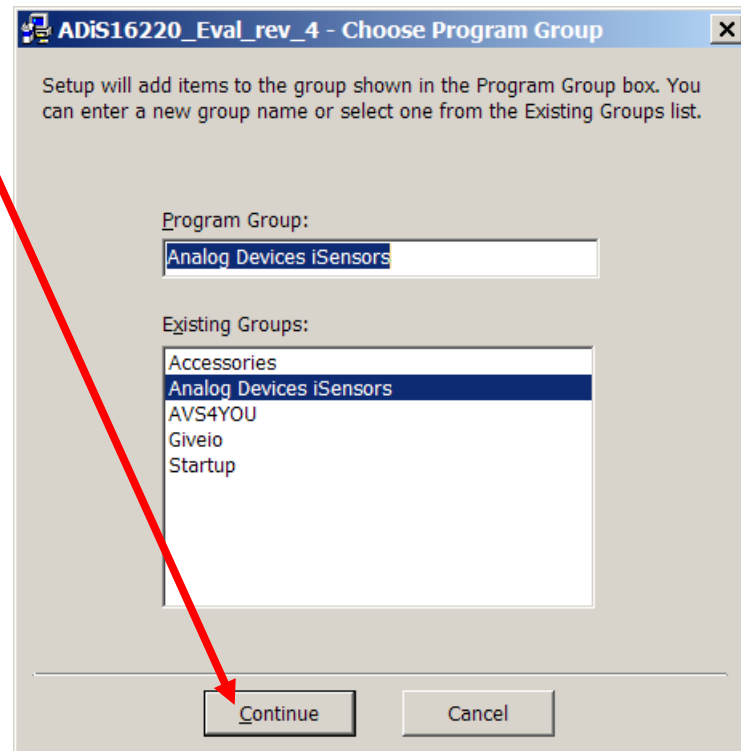 ADiS16220_Eval_rev_4 - Choose Program Group
Setup will add items to the group shown in the Program Group box. You
can enter a new group name or select one from the Existing Groups list.
Program Group:
Analog Devices iSensors
Existing Groups:
Accessories
Analog Devices iSensors
AVS4YOU
Giveio
Startup
Continue
Cancel